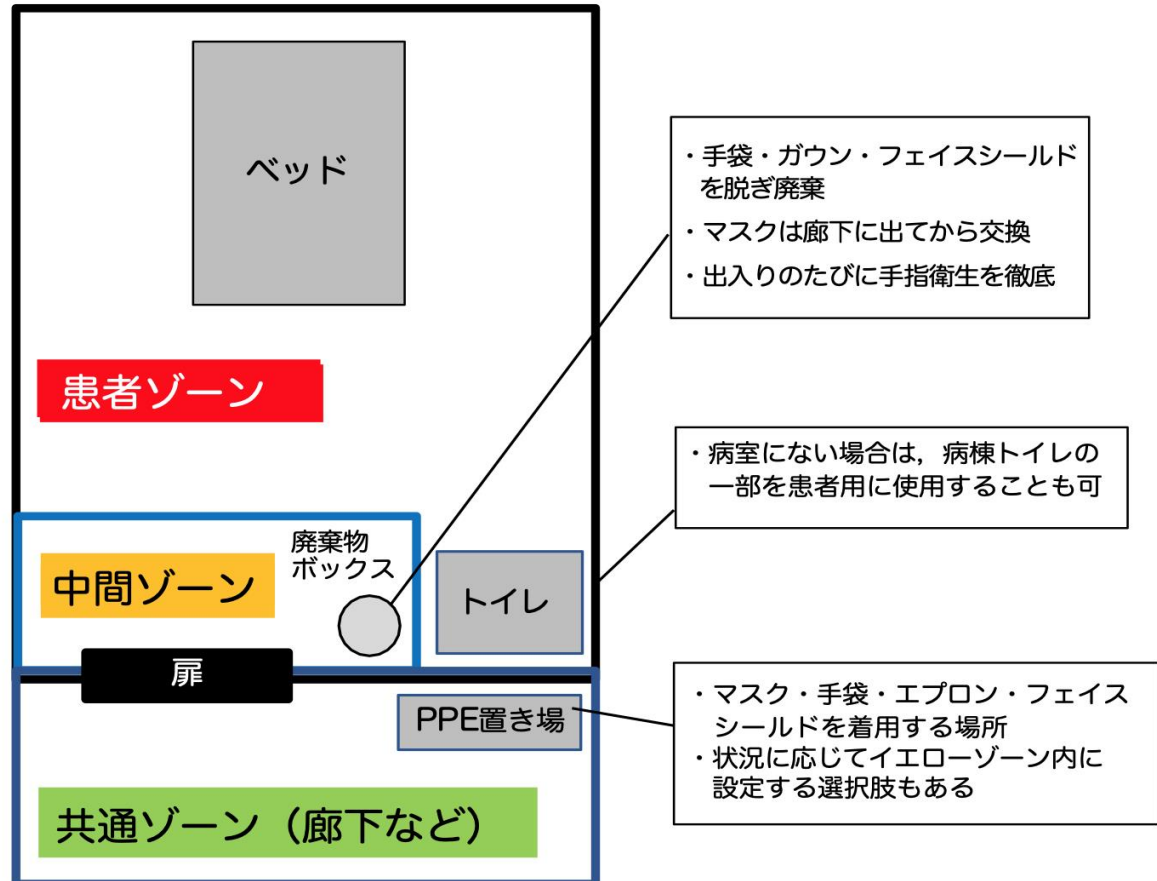 ベッド
・手袋・ガウン・フェイスシールド
を脱ぎ廃棄
・マスクは廊下に出てから交換
・出入りのたびに手指衛生を徹底
患者ゾーン
・病室にない場合は，病棟トイレの
一部を患者用に使用することも可
廃棄物
ボックス
中間ゾーン
トイレ
扉
PPE置き場
・マスク・手袋・エプロン・フェイス
シールドを着用する場所
・状況に応じてイエローゾーン内に
設定する選択肢もある
共通ゾーン（廊下など）